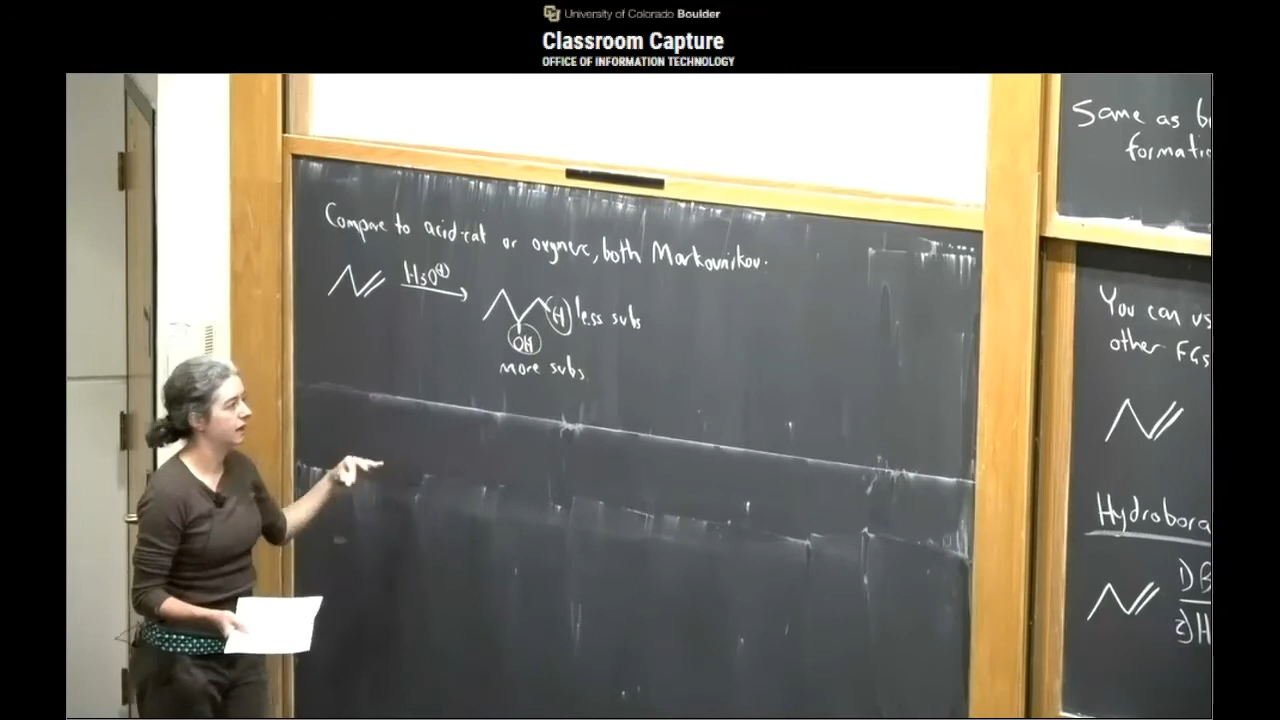 University of Colorado Boulder
Classroom Capture
OFFICE OF INFORMATION TECHNOLOGY
Compare to acid-cat or oxymerc, both Markovnikov.
H3O⊕
H less subs
OH
more subs
Same as b
formatio
You can us
other FGs
Hydrobora
1) B
2) H